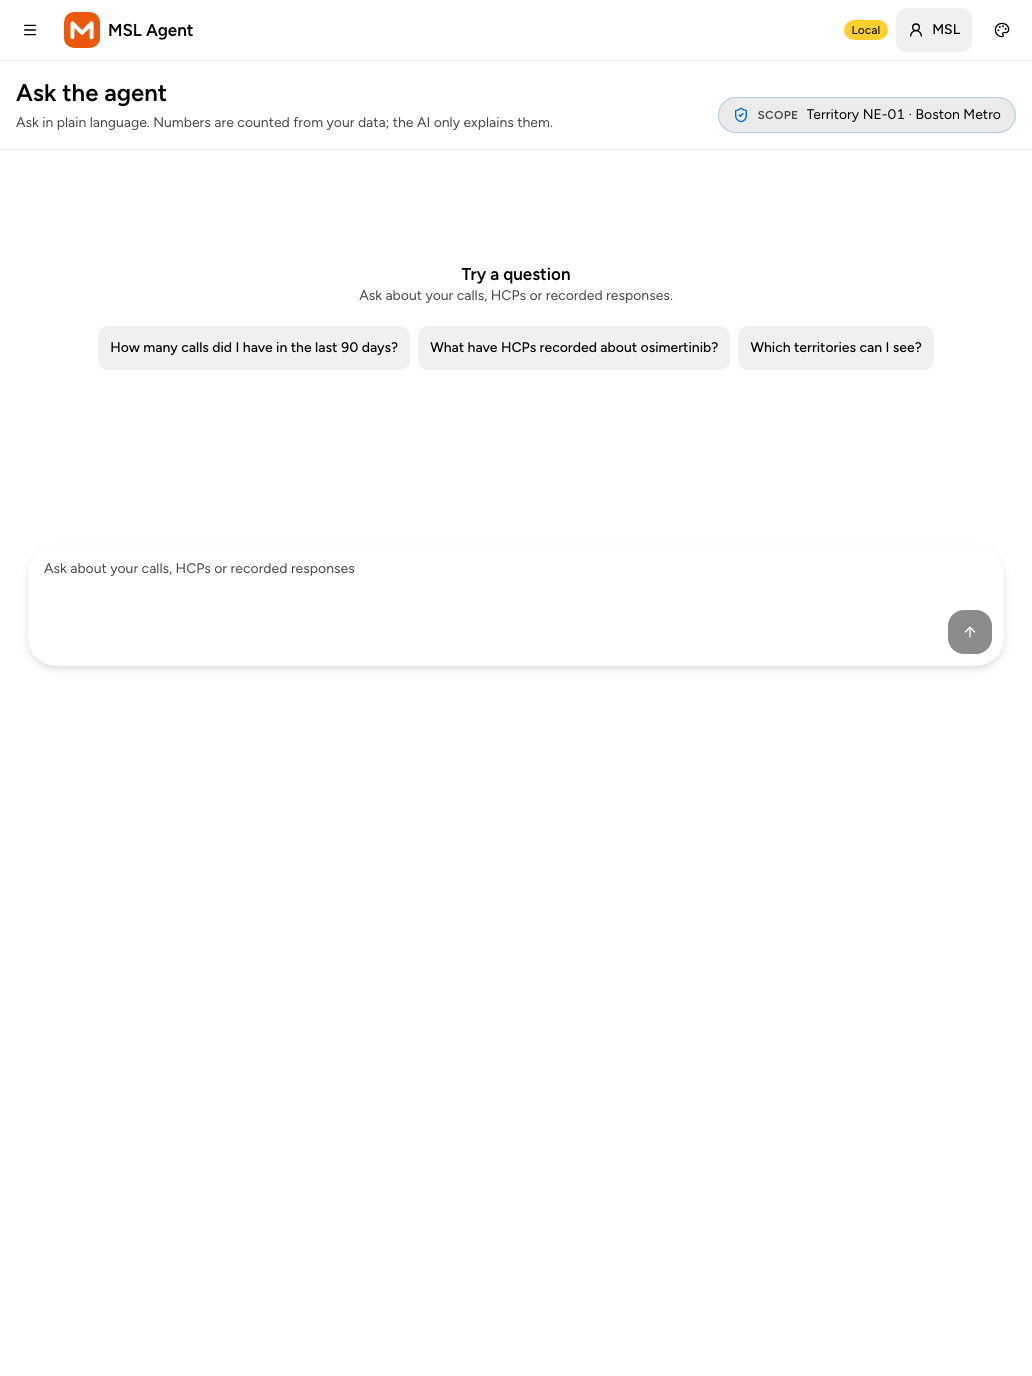 MSL Agent
Local
MSL
Ask the agent
Ask in plain language. Numbers are counted from your data; the AI only explains them.
SCOPE Territory NE-01 · Boston Metro
Try a question
Ask about your calls, HCPs or recorded responses.
How many calls did I have in the last 90 days?
What have HCPs recorded about osimertinib?
Which territories can I see?
Ask about your calls, HCPs or recorded responses